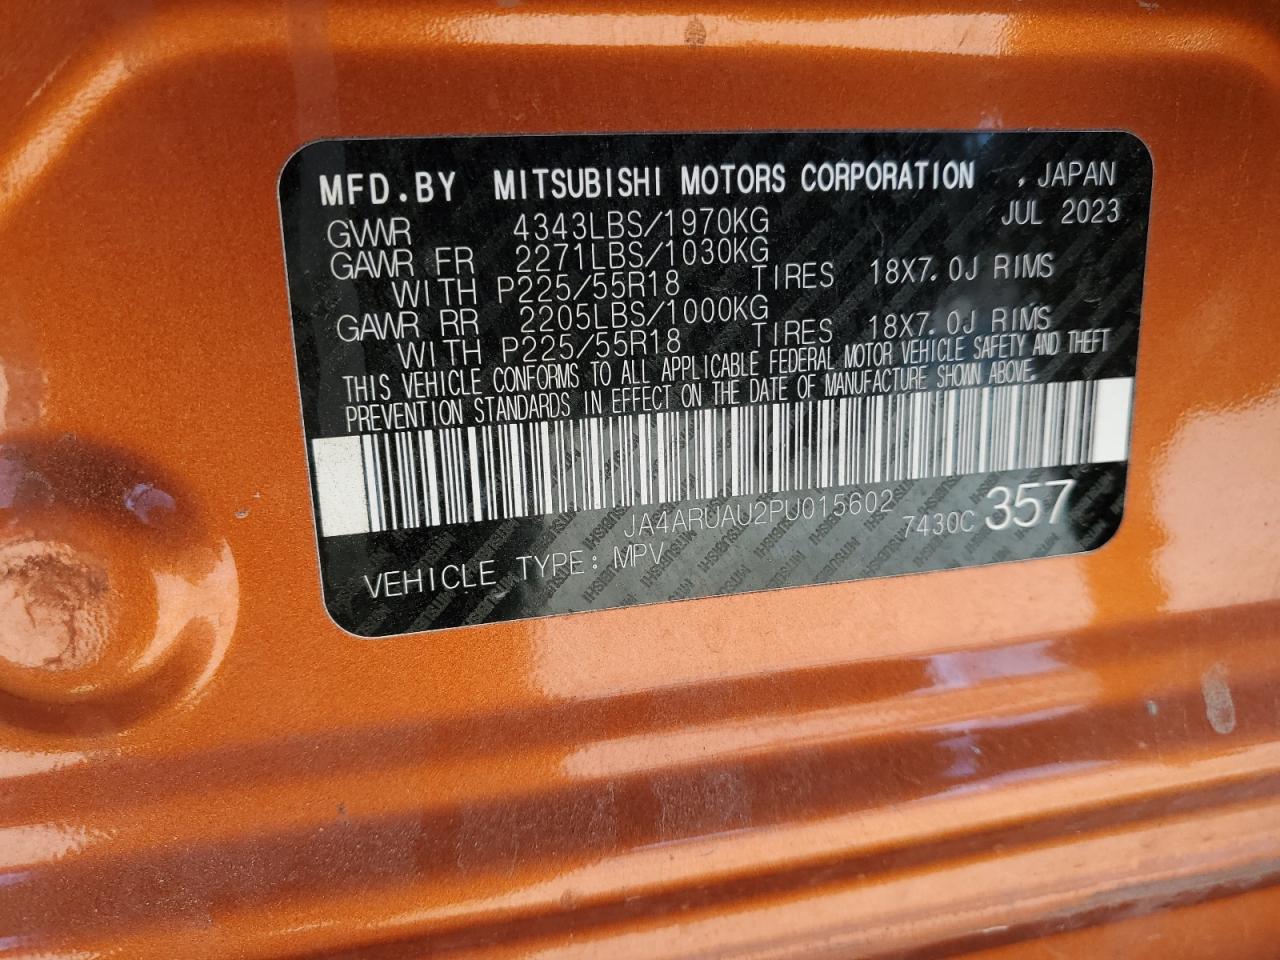 MFD.BY MITSUBISHI MOTORS CORPORATION , JAPAN
GVWR 4343LBS/1970KG JUL 2023
GAWR FR 2271LBS/1030KG
WITH P225/55R18 TIRES 18X7.0J RIMS
GAWR RR 2205LBS/1000KG
WITH P225/55R18 TIRES 18X7.0J RIMS
THIS VEHICLE CONFORMS TO ALL APPLICABLE FEDERAL MOTOR VEHICLE SAFETY AND THEFT
PREVENTION STANDARDS IN EFFECT ON THE DATE OF MANUFACTURE SHOWN ABOVE.
JA4ARUAU2PU015602 7430C 357
VEHICLE TYPE: MPV